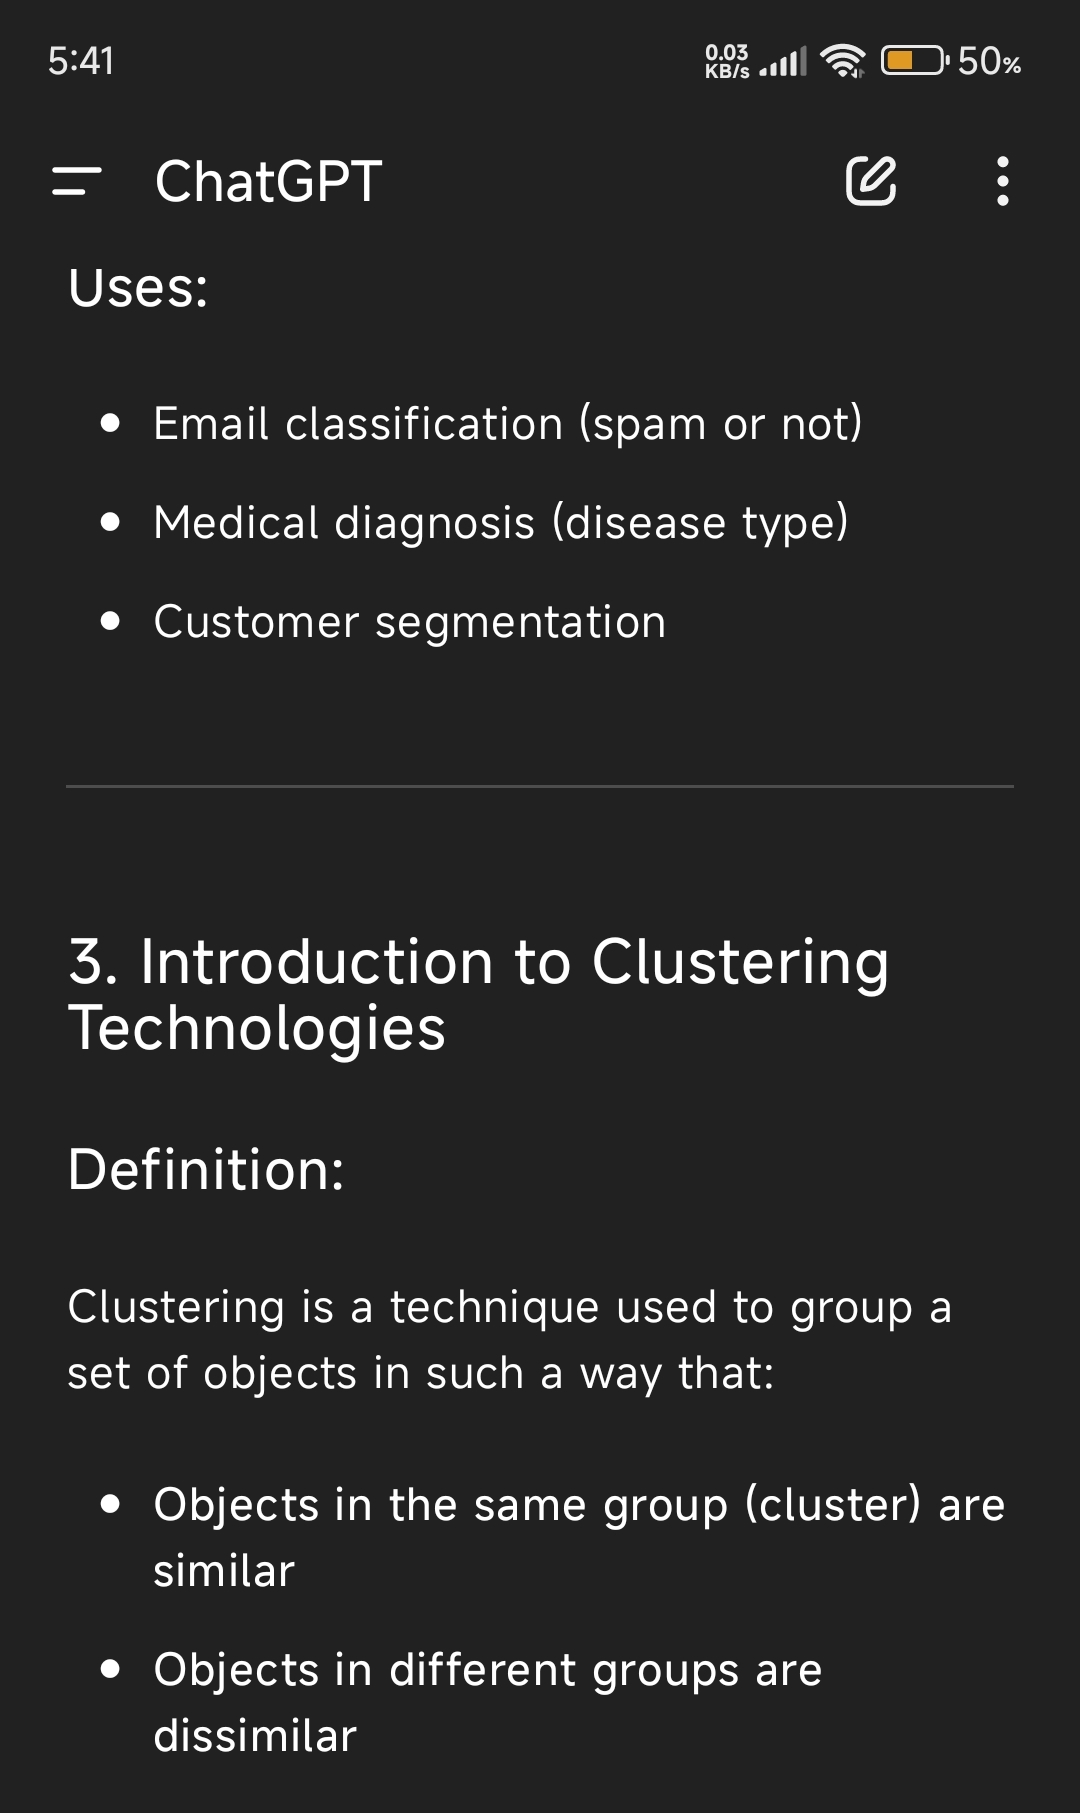 5:41
0.03
KB/s
50%
ChatGPT
Uses:
• Email classification (spam or not)
• Medical diagnosis (disease type)
• Customer segmentation
3. Introduction to Clustering
Technologies
Definition:
Clustering is a technique used to group a
set of objects in such a way that:
• Objects in the same group (cluster) are
similar
• Objects in different groups are
dissimilar